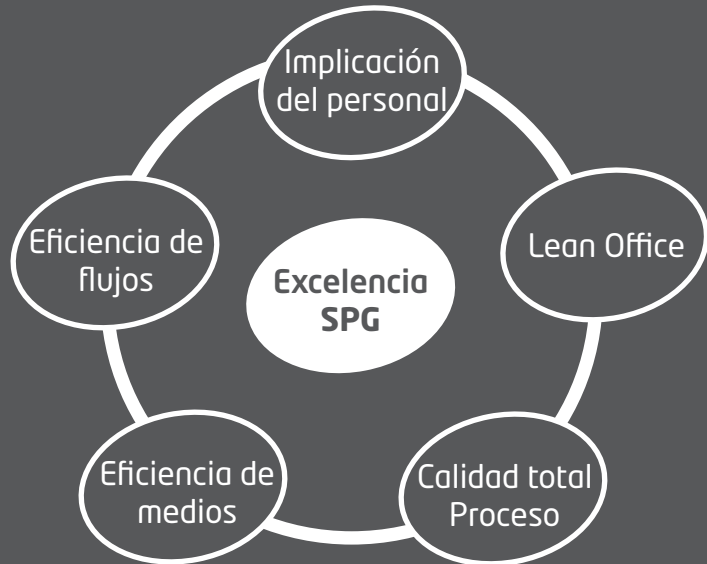 Implicación
del personal
Lean Office
Calidad total
Proceso
Eficiencia de
medios
Eficiencia de
flujos
Excelencia
SPG